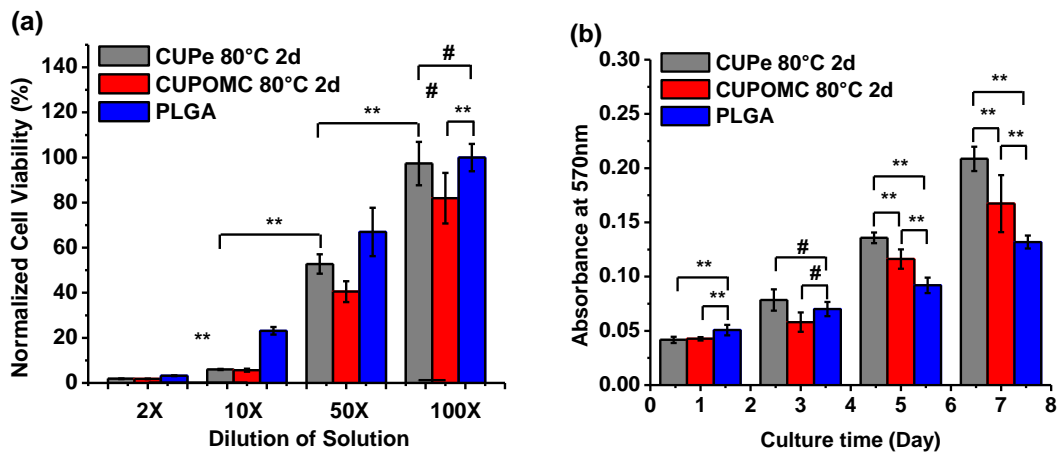 (a)
CUPe 80°C 2d
CUPOMC 80°C 2d
PLGA
Normalized Cell Viability (%)
140
120
100
80
60
40
20
0
**
**
**
#
#
**
2X 10X 50X 100X
Dilution of Solution
(b)
CUPe 80°C 2d
CUPOMC 80°C 2d
PLGA
Absorbance at 570nm
0.30
0.25
0.20
0.15
0.10
0.05
0.00
**
**
#
#
**
**
**
**
**
**
0 1 2 3 4 5 6 7 8
Culture time (Day)